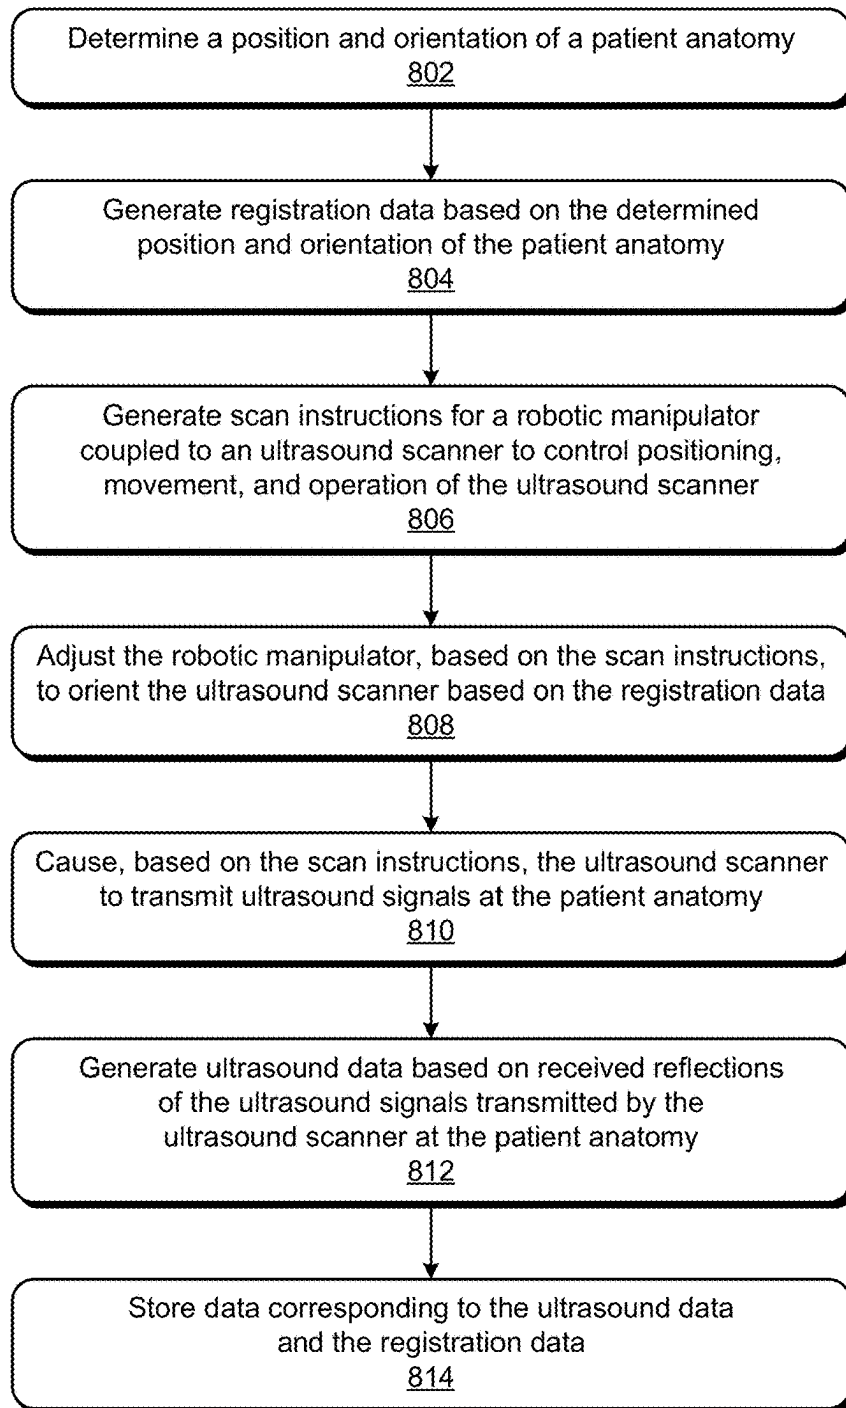 Determine a position and orientation of a patient anatomy
802
Generate registration data based on the determined
position and orientation of the patient anatomy
804
Generate scan instructions for a robotic manipulator
coupled to an ultrasound scanner to control positioning,
movement, and operation of the ultrasound scanner
806
Adjust the robotic manipulator, based on the scan instructions,
to orient the ultrasound scanner based on the registration data
808
Cause, based on the scan instructions, the ultrasound scanner
to transmit ultrasound signals at the patient anatomy
810
Generate ultrasound data based on received reflections
of the ultrasound signals transmitted by the
ultrasound scanner at the patient anatomy
812
Store data corresponding to the ultrasound data
and the registration data
814